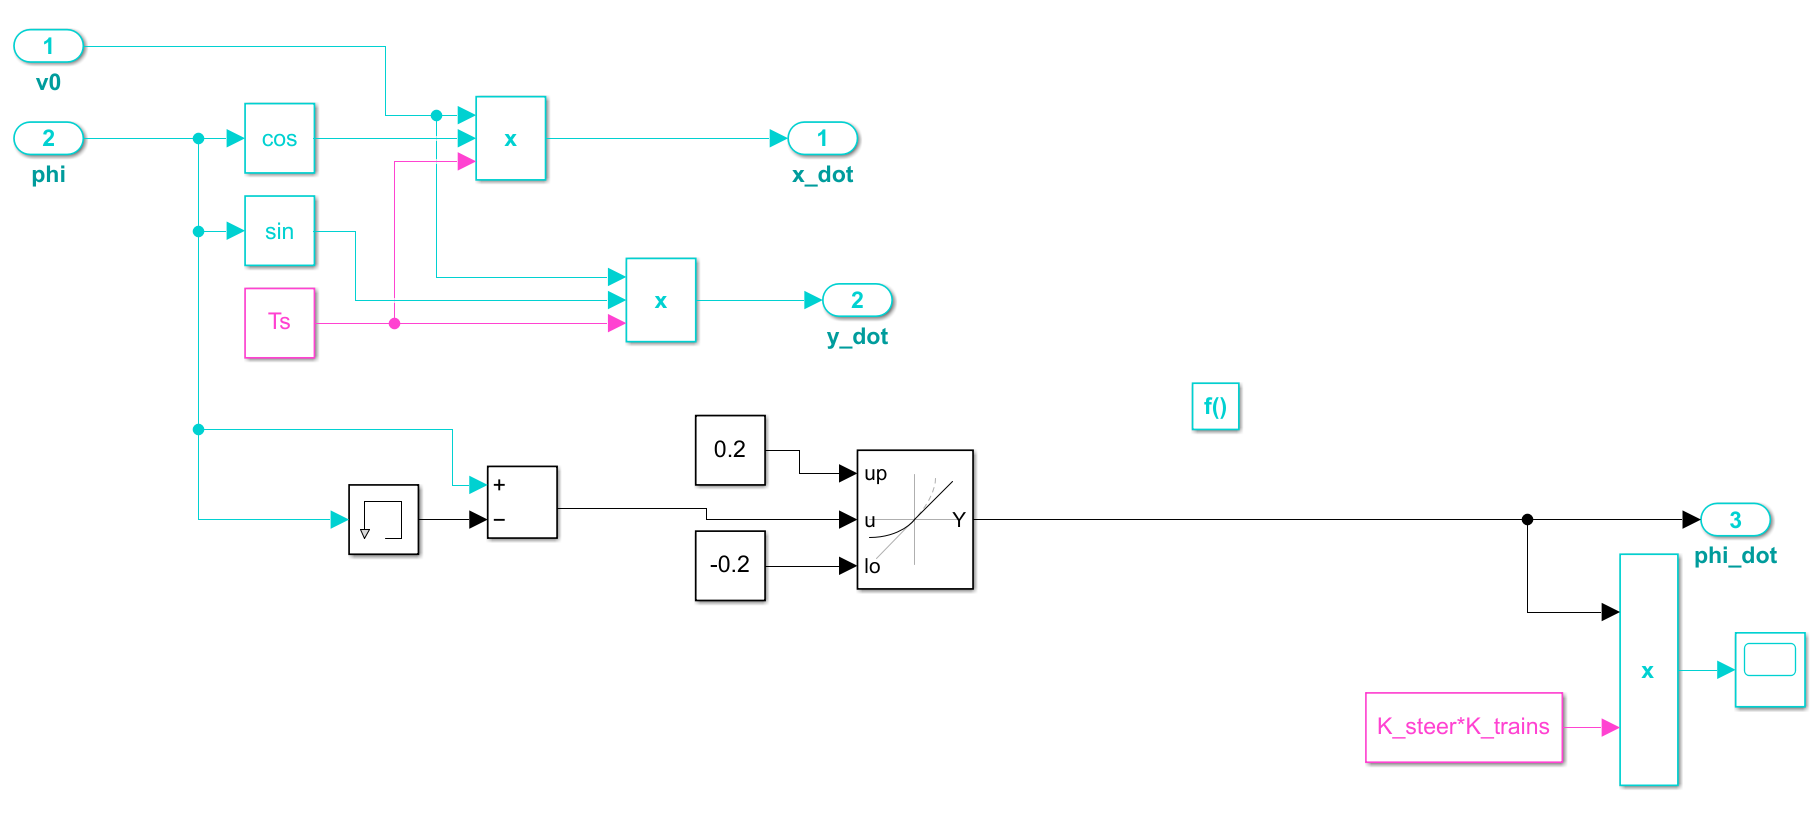 1
v0
2
phi
cos
x
1
x_dot
sin
Ts
x
2
y_dot
f()
0.2
+
−
-0.2
up
u
lo
Y
3
phi_dot
x
K_steer*K_trains